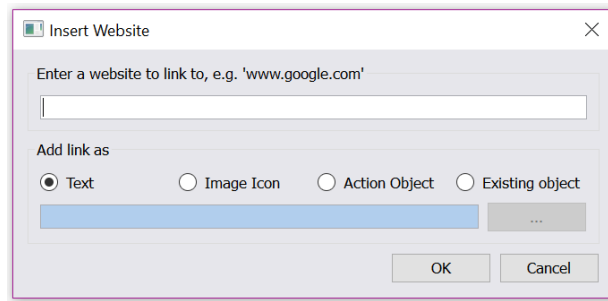 Insert Website
Enter a website to link to, e.g. 'www.google.com'
Add link as
Text Image Icon Action Object Existing object
...
OK Cancel